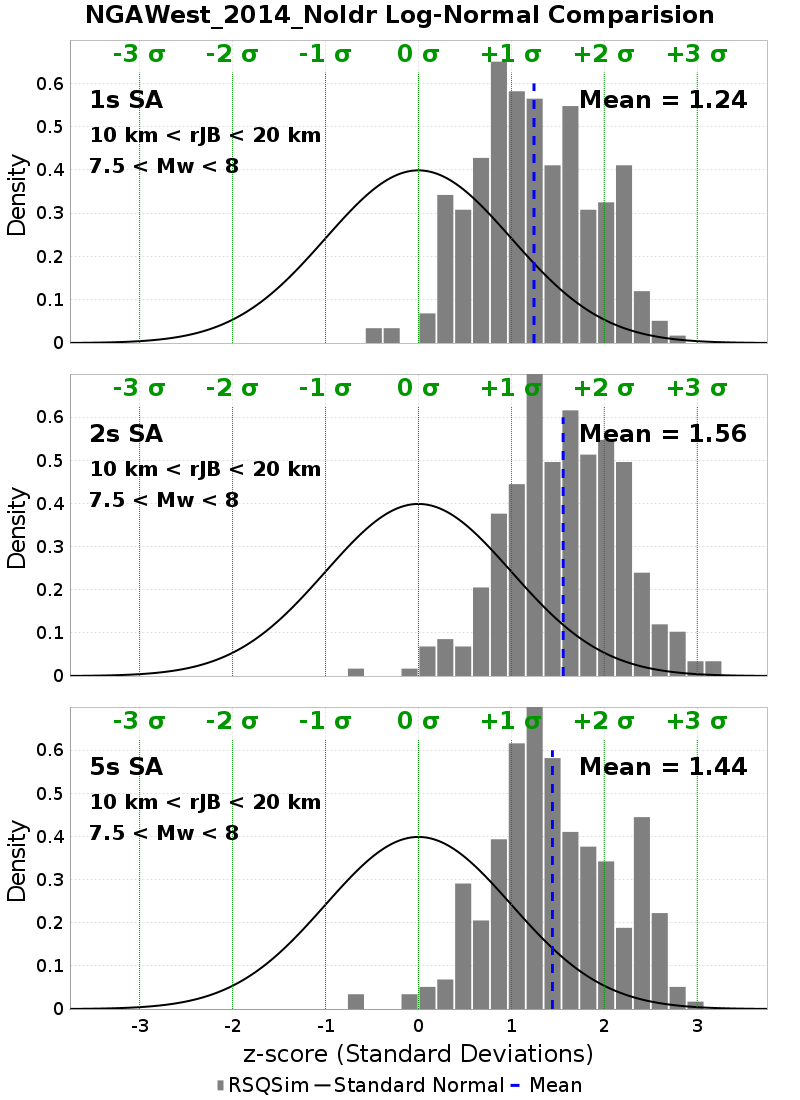 NGAWest_2014_NoIdr Log-Normal Comparision
-3 σ -2 σ -1 σ 0 σ +1 σ +2 σ +3 σ
1s SA
Mean = 1.24
10 km < rJB < 20 km
7.5 < Mw < 8
0.6
0.5
0.4
0.3
0.2
0.1
0
Density
-3 σ -2 σ -1 σ 0 σ +1 σ +2 σ +3 σ
2s SA
Mean = 1.56
10 km < rJB < 20 km
7.5 < Mw < 8
0.6
0.5
0.4
0.3
0.2
0.1
0
Density
-3 σ -2 σ -1 σ 0 σ +1 σ +2 σ +3 σ
5s SA
Mean = 1.44
10 km < rJB < 20 km
7.5 < Mw < 8
0.6
0.5
0.4
0.3
0.2
0.1
0
Density
-3 -2 -1 0 1 2 3
z-score (Standard Deviations)
RSQSim Standard Normal Mean